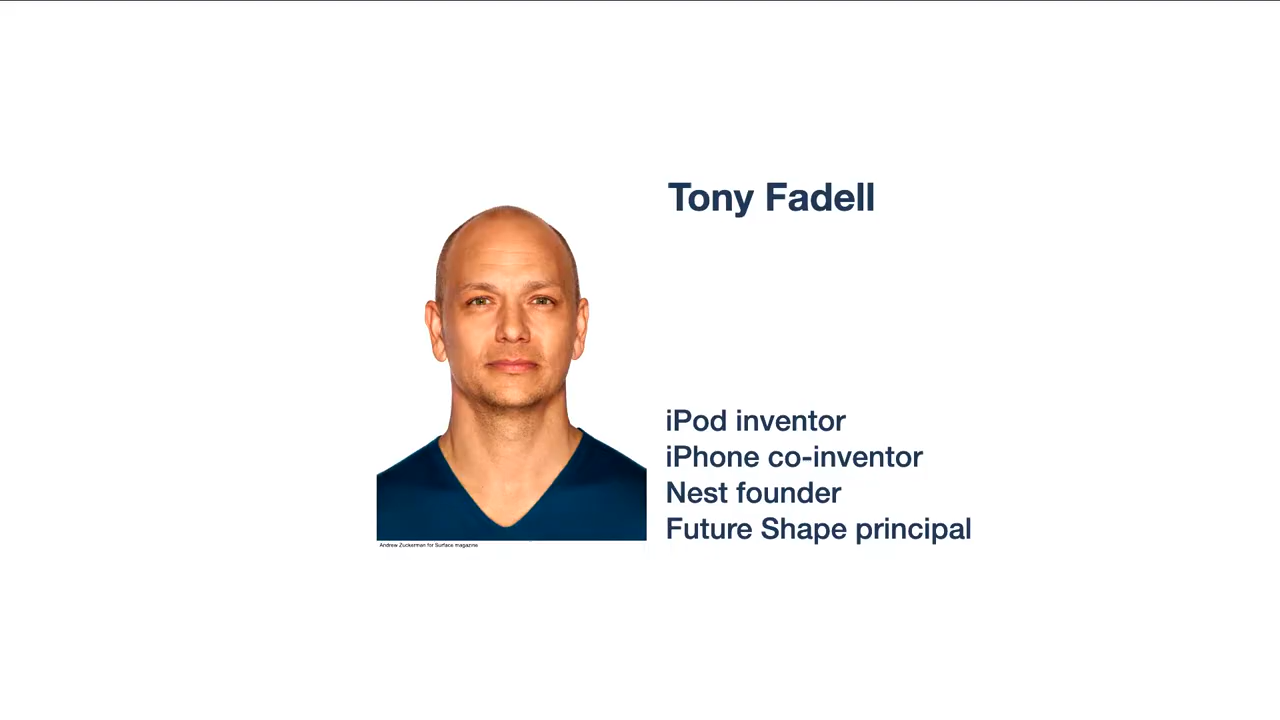 Tony Fadell
iPod inventor
iPhone co-inventor
Nest founder
Future Shape principal
Andrew Zuckerman for Surface magazine